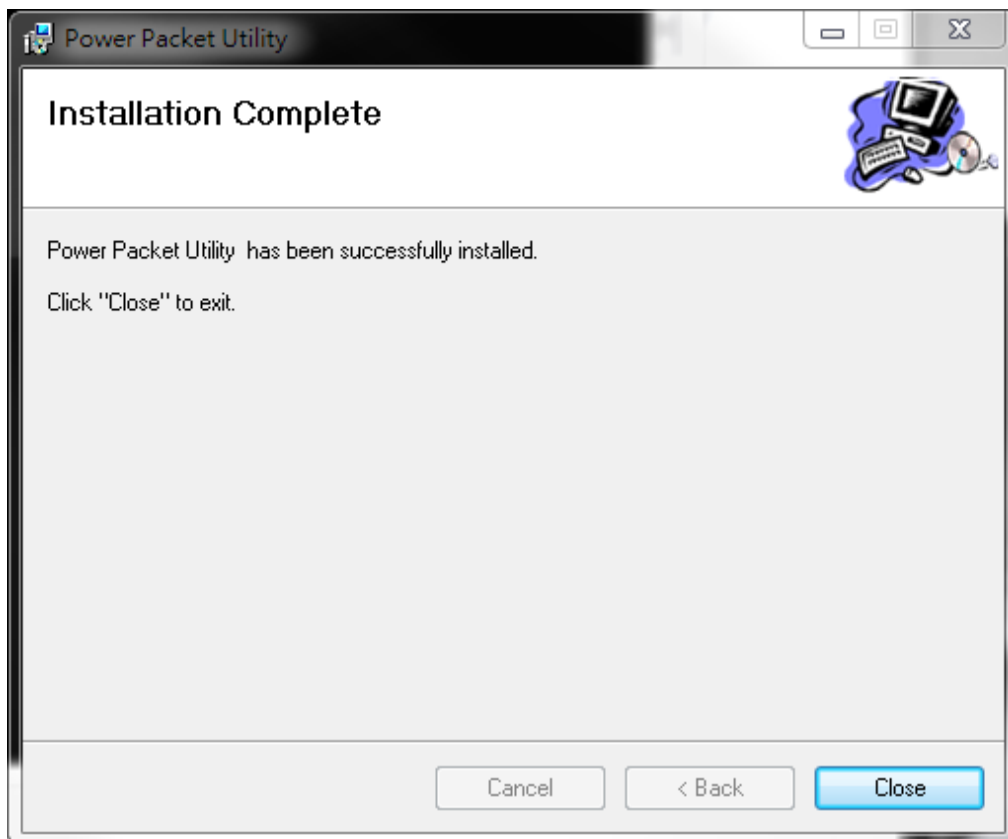 Power Packet Utility
Installation Complete
Power Packet Utility  has been successfully installed.
Click "Close" to exit.
Cancel
< Back
Close